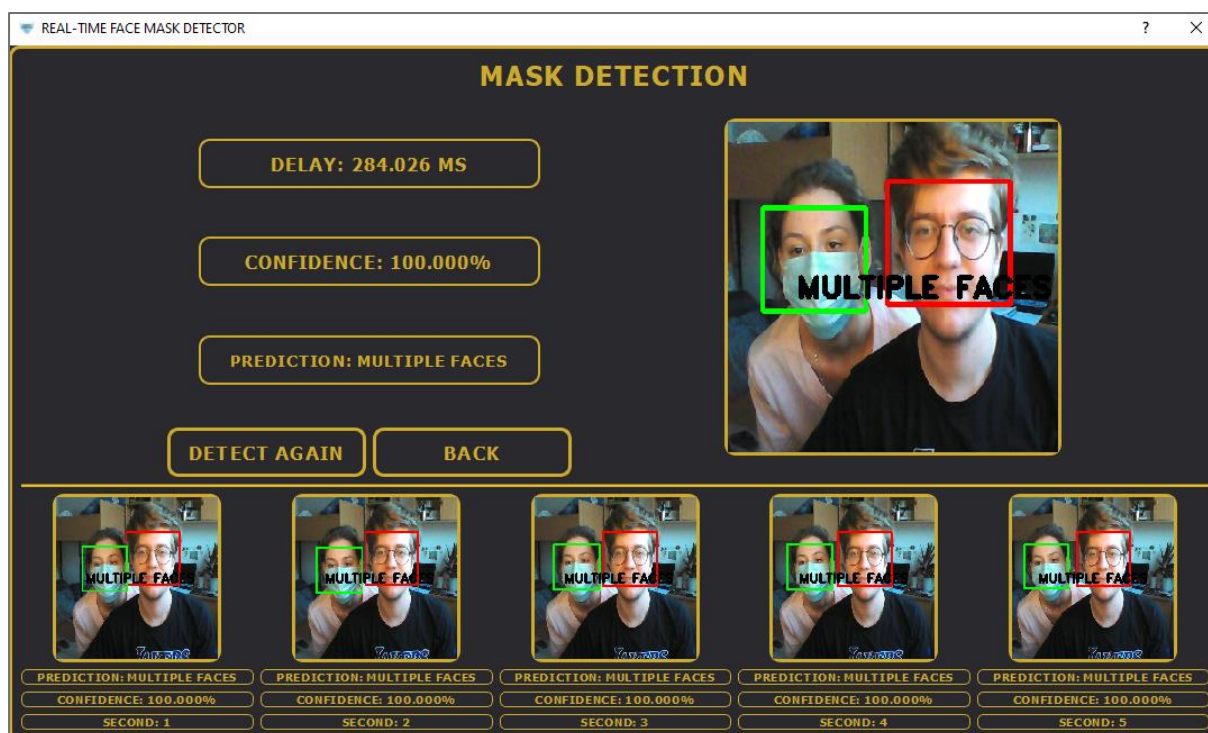 REAL-TIME FACE MASK DETECTOR
MASK DETECTION
DELAY: 284.026 MS
CONFIDENCE: 100.000%
PREDICTION: MULTIPLE FACES
MULTIPLE FACES
DETECT AGAIN
BACK
MULTIPLE FACES
MULTIPLE FACES
MULTIPLE FACES
MULTIPLE FACES
MULTIPLE FACES
PREDICTION: MULTIPLE FACES
PREDICTION: MULTIPLE FACES
PREDICTION: MULTIPLE FACES
PREDICTION: MULTIPLE FACES
PREDICTION: MULTIPLE FACES
CONFIDENCE: 100.000%
CONFIDENCE: 100.000%
CONFIDENCE: 100.000%
CONFIDENCE: 100.000%
CONFIDENCE: 100.000%
SECOND: 1
SECOND: 2
SECOND: 3
SECOND: 4
SECOND: 5